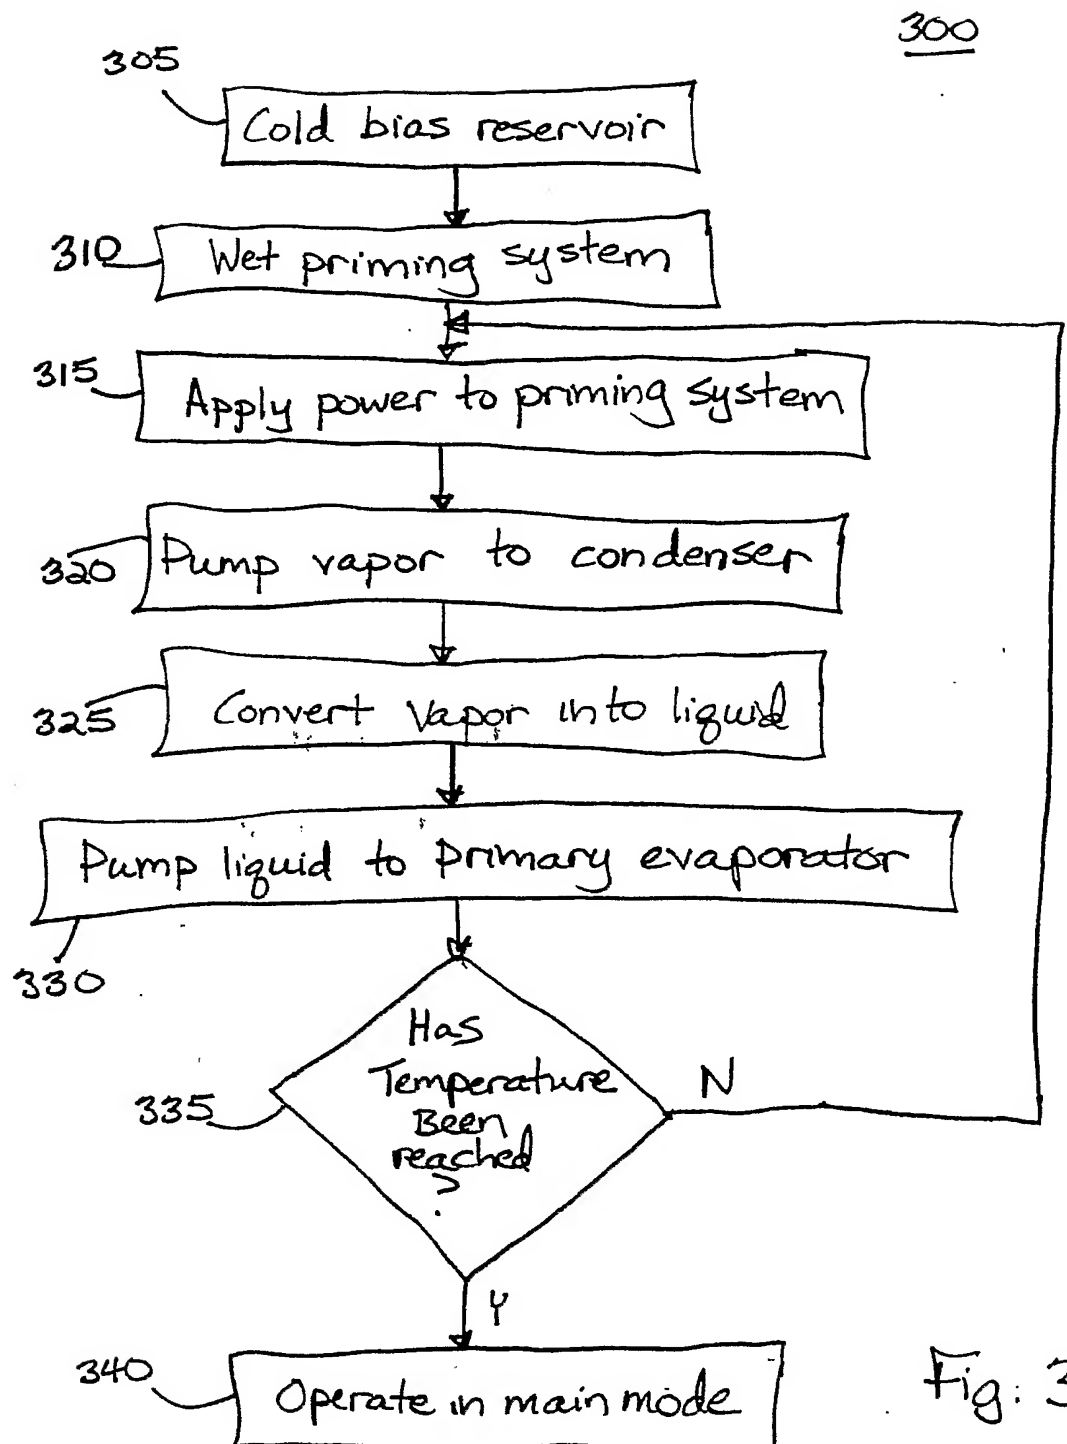 300
305
Cold bias reservoir
310
Wet priming system
315
Apply power to priming system
320
Pump vapor to condenser
325
Convert vapor into liquid
Pump liquid to primary evaporator
330
Has
Temperature
Been
reached
?
N
335
Y
340
Operate in main mode
Fig. 3